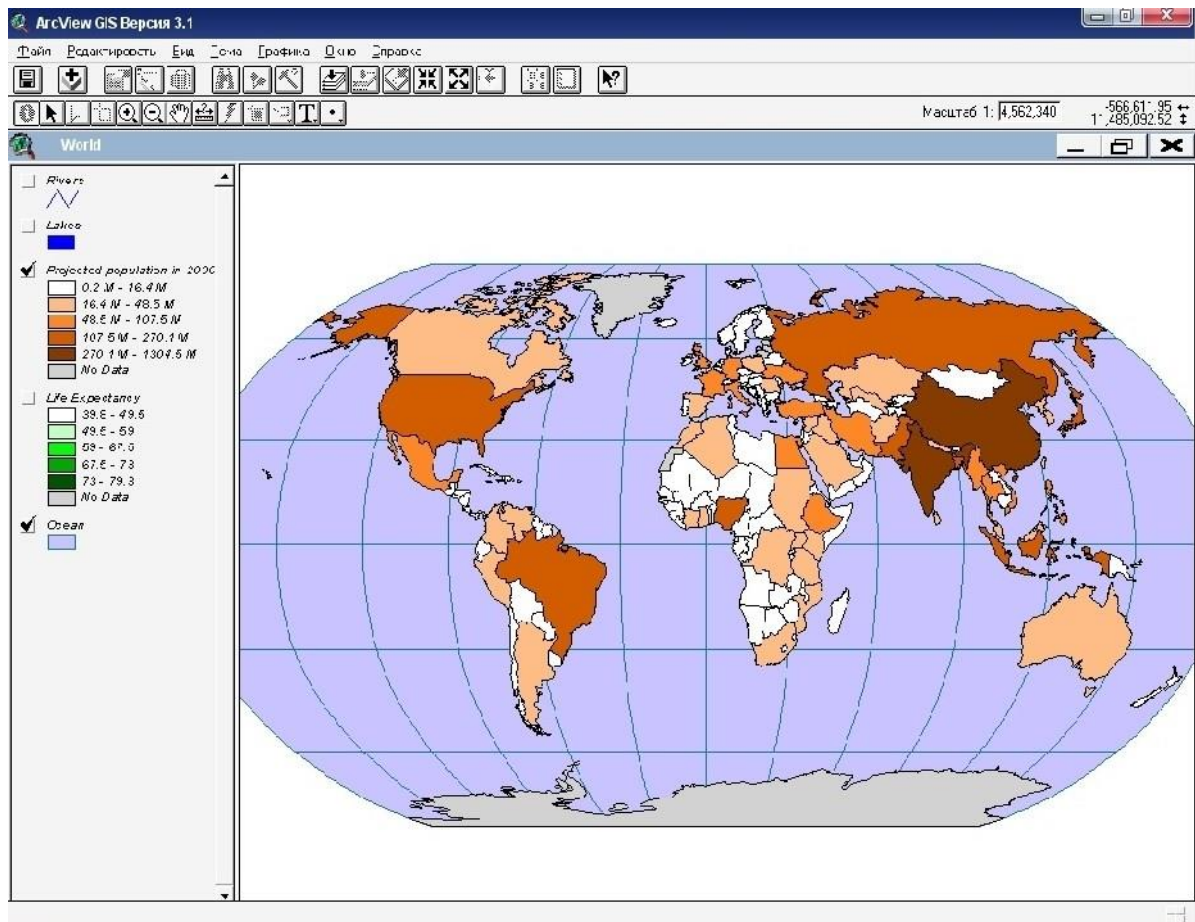 ArcView GIS Версия 3.1
Файл Редактировать Вид Тема Графика Окно Справка
Масштаб 1: 4,562,340
World
Rivers
Lakes
Projected population in
0.2 M - 16.4 M
16.4 M - 48.5 M
48.5 M - 107.5 M
107.5 M - 270.1 M
270.1 M - 1304.5 M
No Data
Life Expectancy
39.8 - 49.5
49.5 - 59
59 - 67.5
67.5 - 73
73 - 79.3
No Data
Ocean